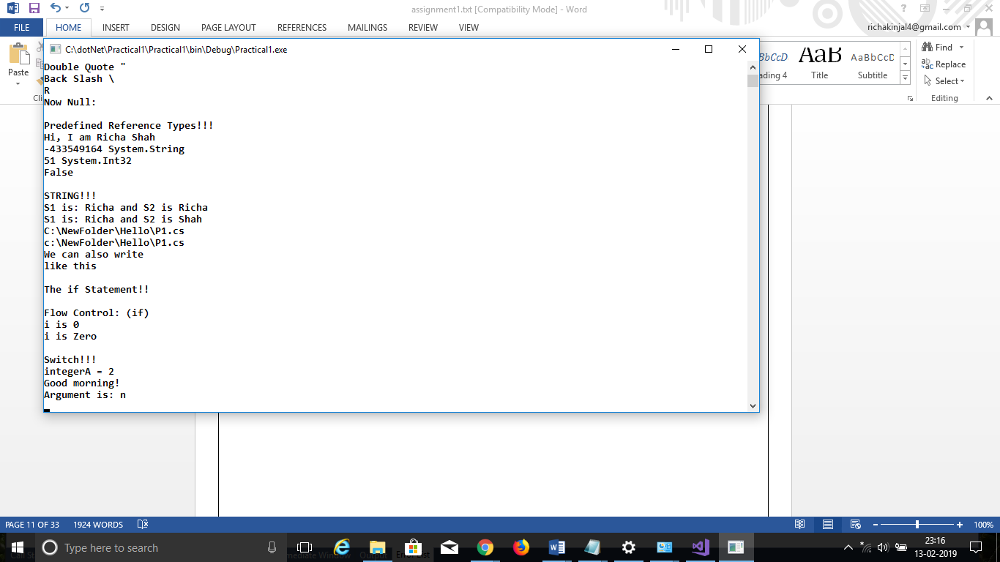 assignment1.txt [Compatibility Mode] - Word
FILE HOME INSERT DESIGN PAGE LAYOUT REFERENCES MAILINGS REVIEW VIEW richakinjal4@gmail.com
C:\dotNet\Practical1\Practical1\bin\Debug\Practical1.exe
Paste
BbCcD AaB AaBbCcD
ading 4 Title Subtitle
Find
Replace
Select
Editing
Double Quote "
Back Slash \
R
Now Null:
Predefined Reference Types!!!
Hi, I am Richa Shah
-433549164 System.String
51 System.Int32
False
STRING!!!
S1 is: Richa and S2 is Richa
S1 is: Richa and S2 is Shah
C:\NewFolder\Hello\P1.cs
c:\NewFolder\Hello\P1.cs
We can also write
like this
The if Statement!!
Flow Control: (if)
i is 0
i is Zero
Switch!!!
integerA = 2
Good morning!
Argument is: n
PAGE 11 OF 33 1924 WORDS 100%
Type here to search
23:16
13-02-2019